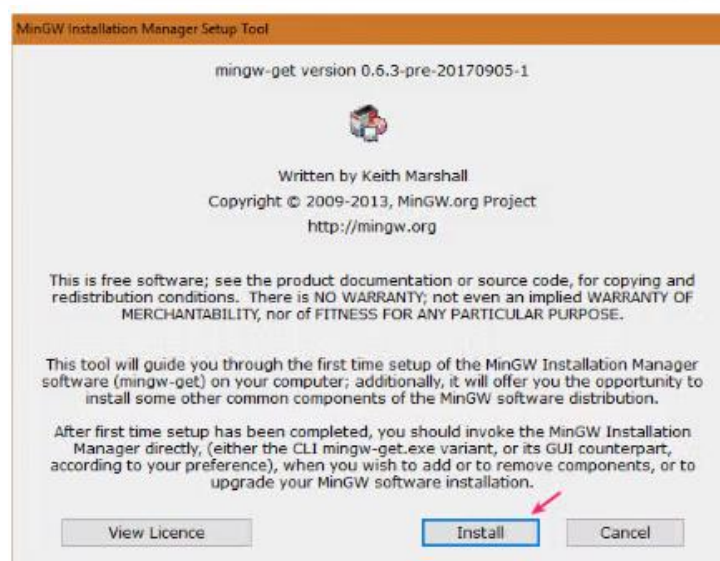 MinGW Installation Manager Setup Tool
mingw-get version 0.6.3-pre-20170905-1
Written by Keith Marshall
Copyright © 2009-2013, MinGW.org Project
http://mingw.org
This is free software; see the product documentation or source code, for copying and
redistribution conditions. There is NO WARRANTY; not even an implied WARRANTY OF
MERCHANTABILITY, nor of FITNESS FOR ANY PARTICULAR PURPOSE.
This tool will guide you through the first time setup of the MinGW Installation Manager
software (mingw-get) on your computer; additionally, it will offer you the opportunity to
install some other common components of the MinGW software distribution.
After first time setup has been completed, you should invoke the MinGW Installation
Manager directly, (either the CLI mingw-get.exe variant, or its GUI counterpart,
according to your preference), when you wish to add or to remove components, or to
upgrade your MinGW software installation.
View Licence
Install
Cancel